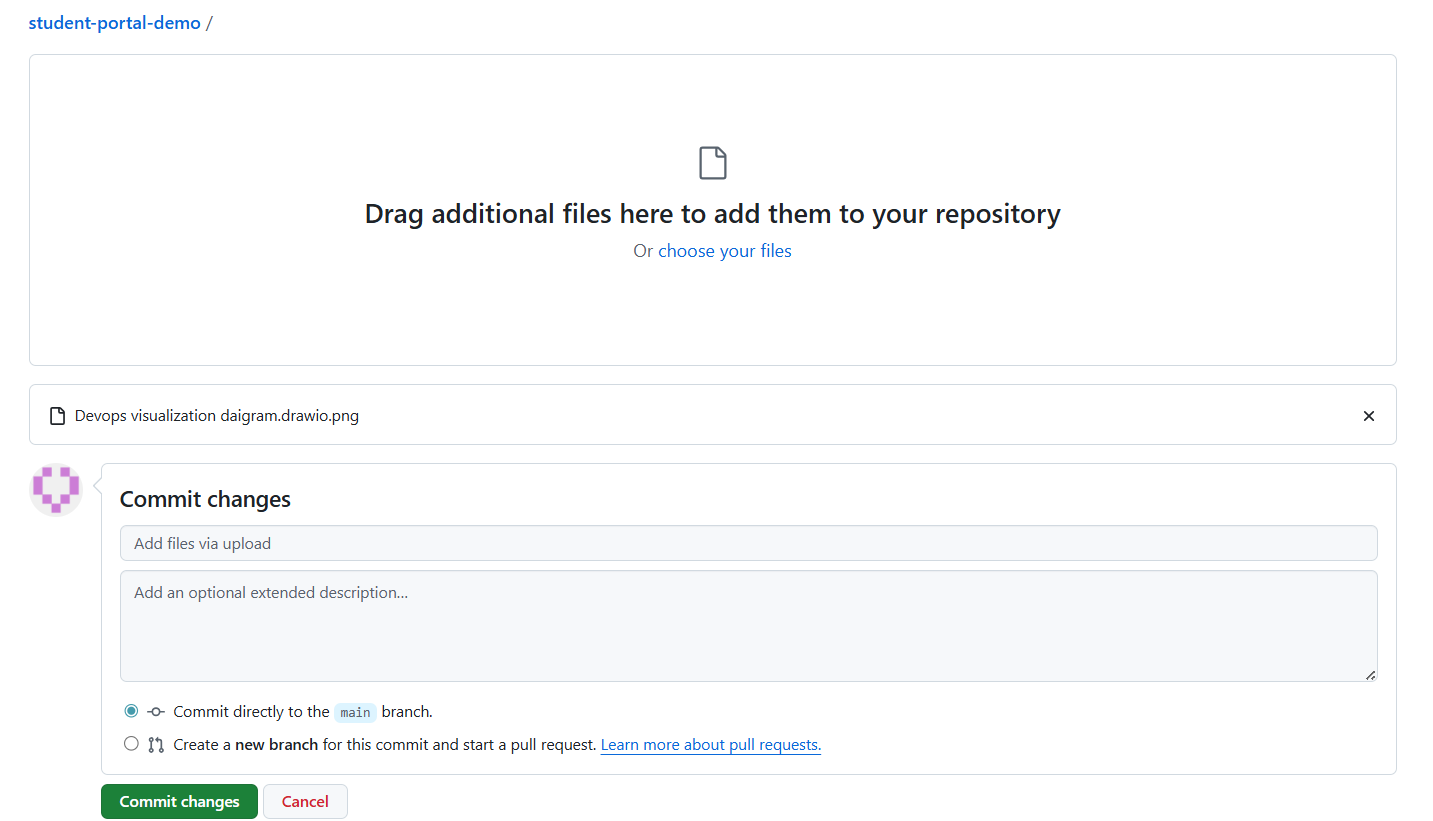 student-portal-demo /
Drag additional files here to add them to your repository
Or choose your files
Devops visualization daigram.drawio.png
Commit changes
Add files via upload
Add an optional extended description...
Commit directly to the main branch.
Create a new branch for this commit and start a pull request. Learn more about pull requests.
Commit changes Cancel